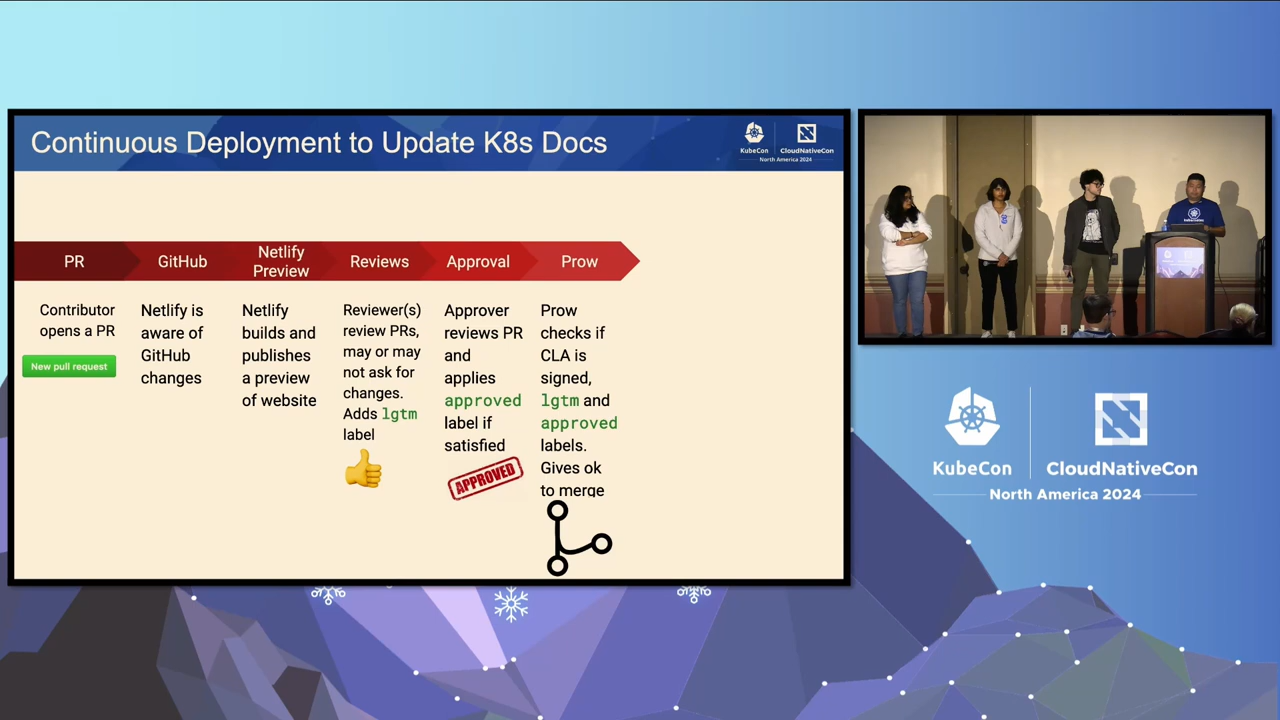 Continuous Deployment to Update K8s Docs
KubeCon
CloudNativeCon
North America 2024
PR
GitHub
Netlify
Preview
Reviews
Approval
Prow
Contributor
opens a PR
New pull request
Netlify is
aware of
GitHub
changes
Netlify
builds and
publishes
a preview
of website
Reviewer(s)
review PRs,
may or may
not ask for
changes.
Adds lgtm
label
Approver
reviews PR
and
applies
approved
label if
satisfied
APPROVED
Prow
checks if
CLA is
signed,
lgtm and
approved
labels.
Gives ok
to merge
KubeCon
CloudNativeCon
North America 2024